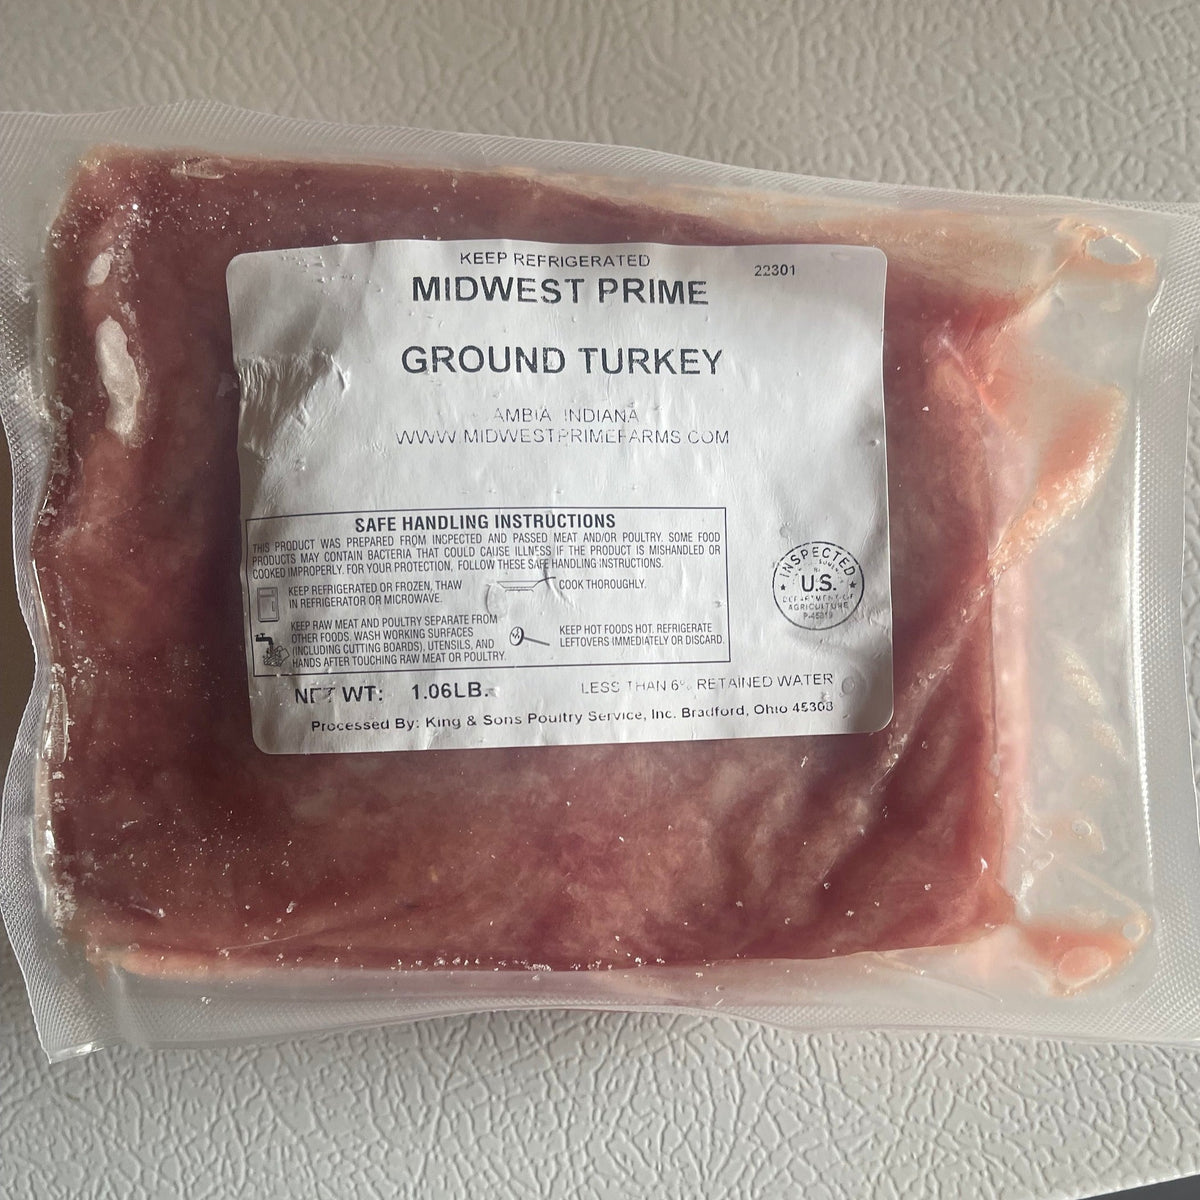 KEEP REFRIGERATED
22301
MIDWEST PRIME
GROUND TURKEY
AMBIA INDIANA
WWW.MIDWESTPRIMEFARMS.COM
SAFE HANDLING INSTRUCTIONS
THIS PRODUCT WAS PREPARED FROM INCPECTED AND PASSED MEAT AND/OR POULTRY. SOME FOOD
PRODUCTS MAY CONTAIN BACTERIA THAT COULD CAUSE ILLNESS IF THE PRODUCT IS MISHANDLED OR
COOKED IMPROPERLY. FOR YOUR PROTECTION, FOLLOW THESE SAFE HANDLING INSTRUCTIONS.
KEEP REFRIGERATED OR FROZEN, THAW
IN REFRIGERATOR OR MICROWAVE.
COOK THOROUGHLY.
KEEP RAW MEAT AND POULTRY SEPARATE FROM
OTHER FOODS. WASH WORKING SURFACES
(INCLUDING CUTTING BOARDS), UTENSILS, AND
HANDS AFTER TOUCHING RAW MEAT OR POULTRY.
KEEP HOT FOODS HOT. REFRIGERATE
LEFTOVERS IMMEDIATELY OR DISCARD.
INSPECTED
U.S.
DEPARTMENT OF
AGRICULTURE
NET WT: 1.06LB.
LESS THAN 6% RETAINED WATER
Processed By: King & Sons Poultry Service, Inc. Bradford, Ohio 45308